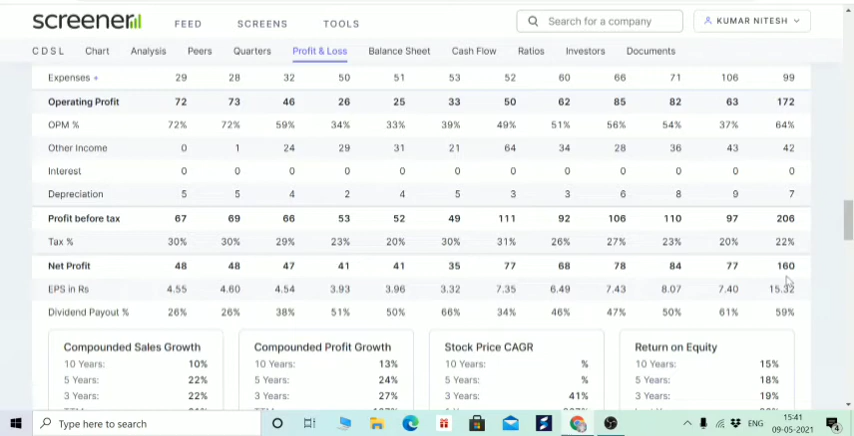 screener
FEED SCREENS TOOLS
Search for a company
KUMAR NITESH
CDSL Chart Analysis Peers Quarters Profit & Loss Balance Sheet Cash Flow Ratios Investors Documents
Expenses + 29 28 32 50 51 53 52 60 66 71 106 99
Operating Profit 72 73 46 26 25 33 50 62 85 82 63 172
OPM % 72% 72% 59% 34% 33% 39% 49% 51% 56% 54% 37% 64%
Other Income 0 1 24 29 31 21 64 34 28 36 43 42
Interest 0 0 0 0 0 0 0 0 0 0 0 0
Depreciation 5 5 4 2 4 5 3 3 6 8 9 7
Profit before tax 67 69 66 53 52 49 111 92 106 110 97 206
Tax % 30% 30% 29% 23% 20% 30% 31% 26% 27% 23% 20% 22%
Net Profit 48 48 47 41 41 35 77 68 78 84 77 160
EPS in Rs 4.55 4.60 4.54 3.93 3.96 3.32 7.35 6.49 7.43 8.07 7.40 15.32
Dividend Payout % 26% 26% 38% 51% 50% 66% 34% 46% 47% 50% 61% 59%
Compounded Sales Growth
10 Years: 10%
5 Years: 22%
3 Years: 22%
Compounded Profit Growth
10 Years: 13%
5 Years: 24%
3 Years: 27%
Stock Price CAGR
10 Years: %
5 Years: %
3 Years: 41%
Return on Equity
10 Years: 15%
5 Years: 18%
3 Years: 19%
Type here to search
ENG
15:41
09-05-2021
4